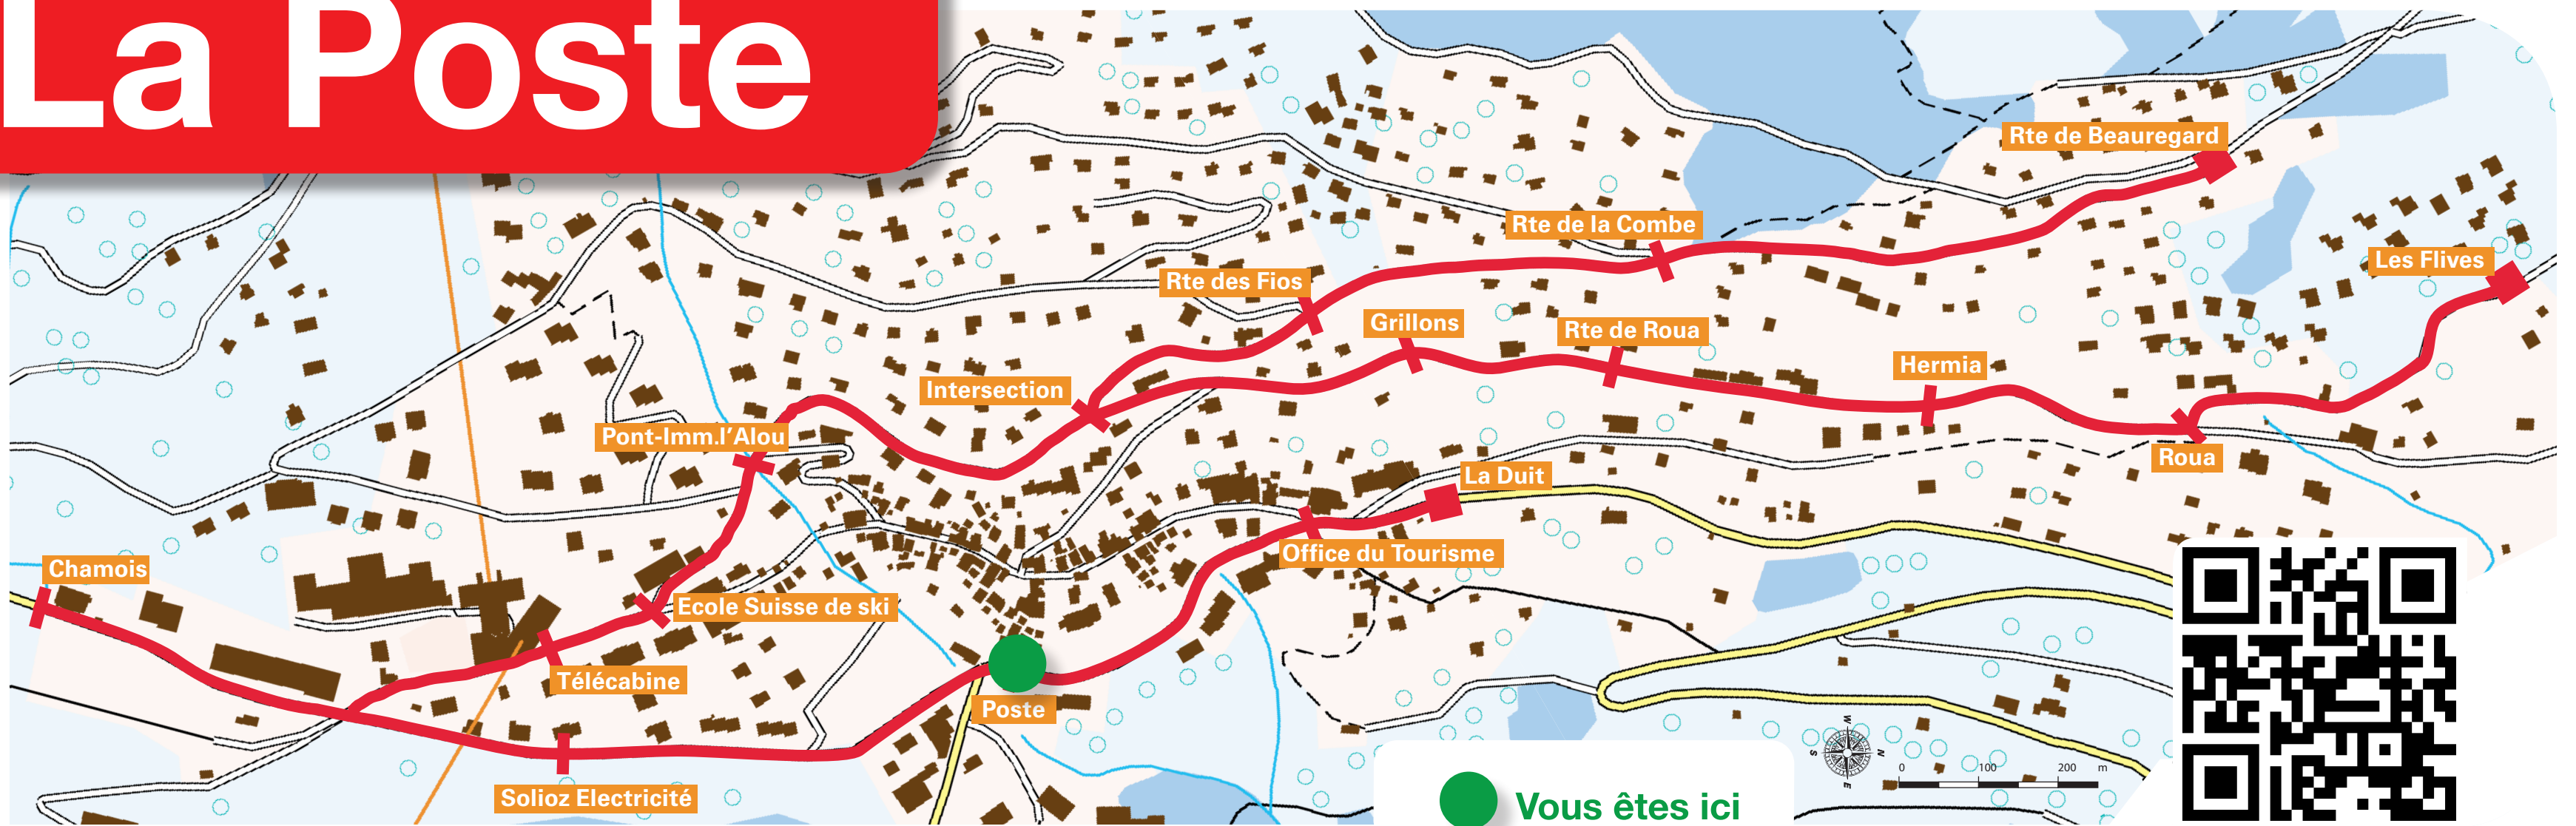 La Poste
Rte de Beauregard
Rte de la Combe
Les Flives
Rte des Fios
Grillons
Rte de Roua
Hermia
Intersection
Pont-Imm.l'Alou
Roua
La Duit
Office du Tourisme
Chamois
Ecole Suisse de ski
Télécabine
Poste
Solioz Electricité
W
N
S
E
0 100 200 m
Vous êtes ici